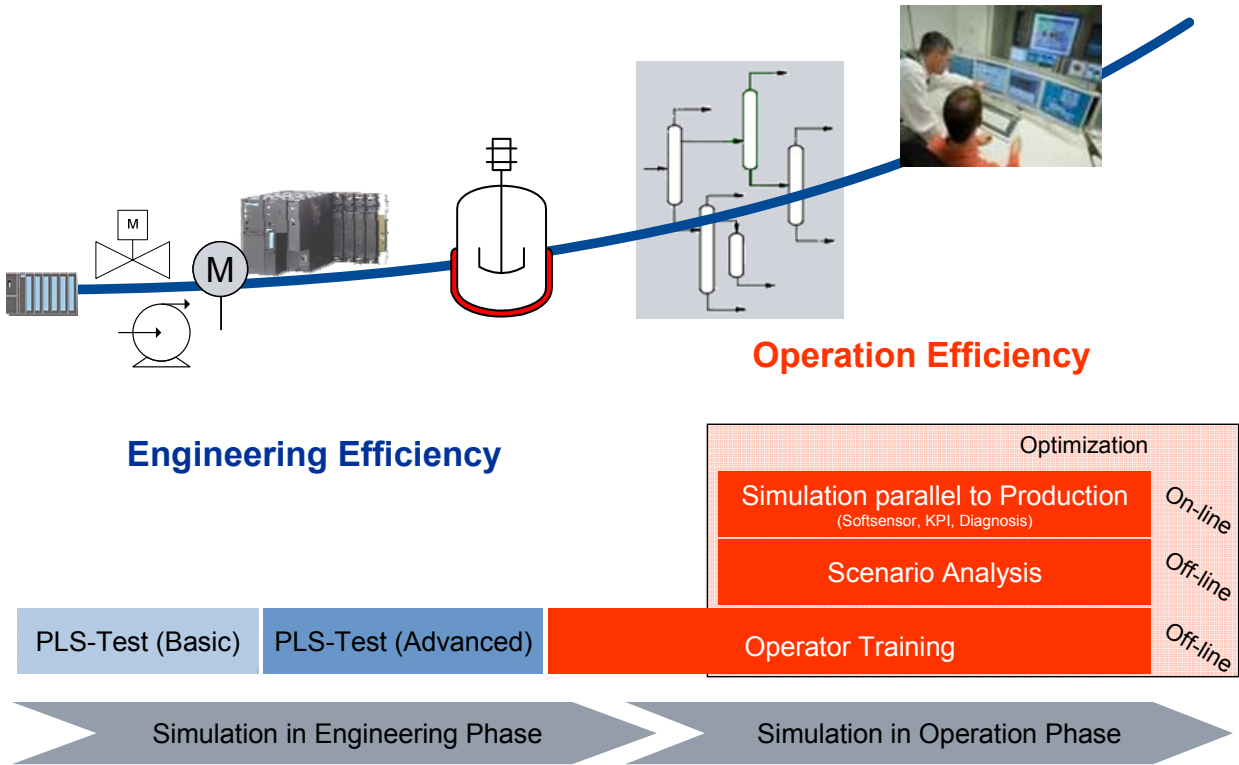 M
M
Operation Efficiency
Engineering Efficiency
Optimization
Simulation parallel to Production
(Softsensor, KPI, Diagnosis)
On-line
Scenario Analysis
Off-line
PLS-Test (Basic)
PLS-Test (Advanced)
Operator Training
Off-line
Simulation in Engineering Phase
Simulation in Operation Phase